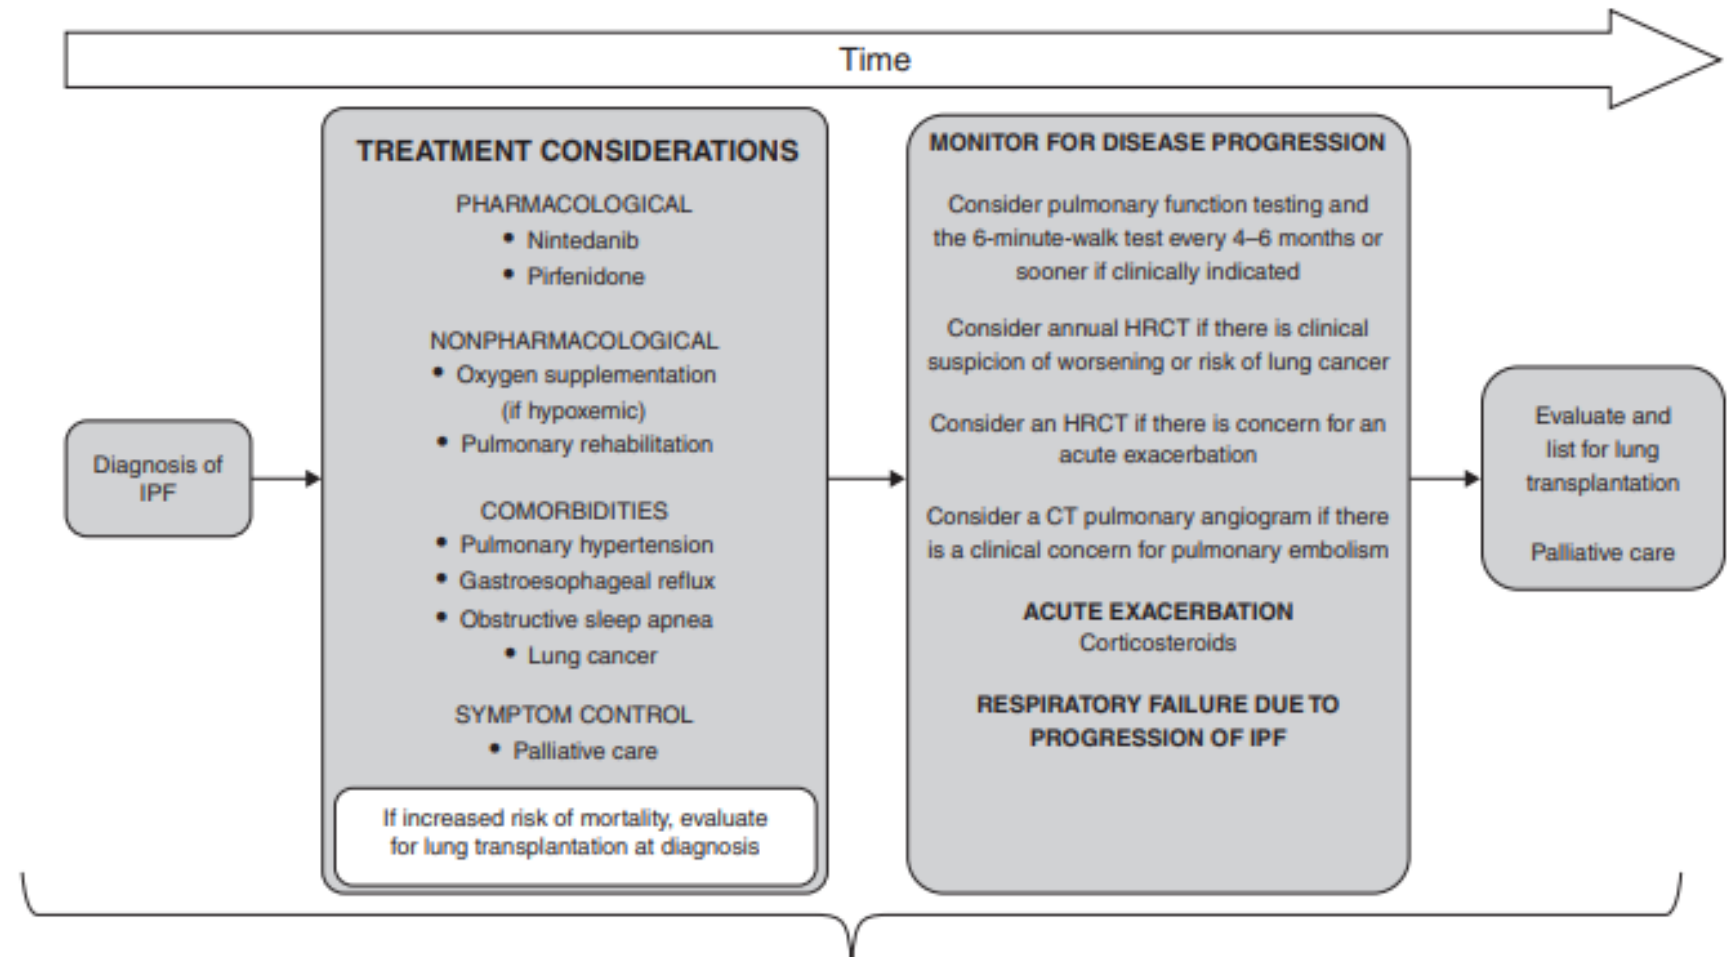 Time
Diagnosis of
IPF
TREATMENT CONSIDERATIONS
PHARMACOLOGICAL
• Nintedanib
• Pirfenidone
NONPHARMACOLOGICAL
• Oxygen supplementation
(if hypoxemic)
• Pulmonary rehabilitation
COMORBIDITIES
• Pulmonary hypertension
• Gastroesophageal reflux
• Obstructive sleep apnea
• Lung cancer
SYMPTOM CONTROL
• Palliative care
If increased risk of mortality, evaluate
for lung transplantation at diagnosis
MONITOR FOR DISEASE PROGRESSION
Consider pulmonary function testing and
the 6-minute-walk test every 4–6 months or
sooner if clinically indicated
Consider annual HRCT if there is clinical
suspicion of worsening or risk of lung cancer
Consider an HRCT if there is concern for an
acute exacerbation
Consider a CT pulmonary angiogram if there
is a clinical concern for pulmonary embolism
ACUTE EXACERBATION
Corticosteroids
RESPIRATORY FAILURE DUE TO
PROGRESSION OF IPF
Evaluate and
list for lung
transplantation
Palliative care